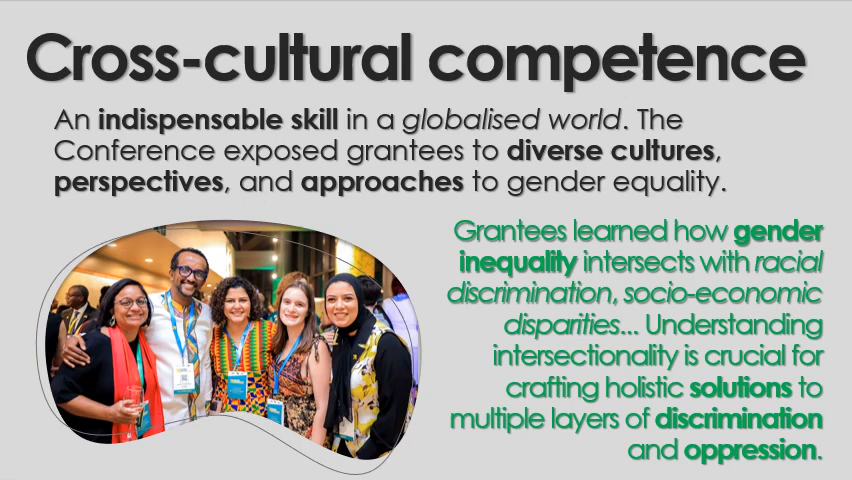 Cross-cultural competence
An indispensable skill in a globalised world. The
Conference exposed grantees to diverse cultures,
perspectives, and approaches to gender equality.
Grantees learned how gender
inequality intersects with racial
discrimination, socio-economic
disparities... Understanding
intersectionality is crucial for
crafting holistic solutions to
multiple layers of discrimination
and oppression.